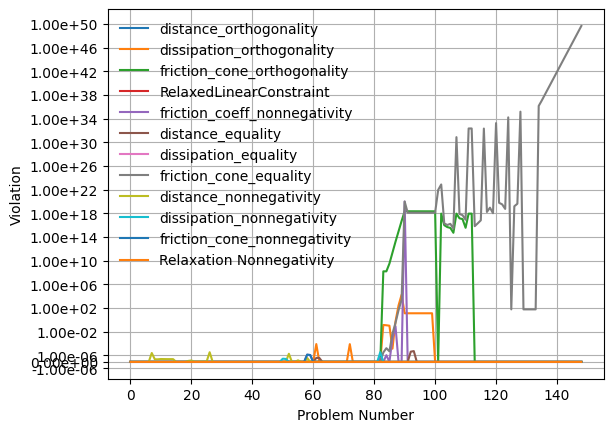 1.00e+50
1.00e+46
1.00e+42
1.00e+38
1.00e+34
1.00e+30
1.00e+26
1.00e+22
1.00e+18
1.00e+14
1.00e+10
1.00e+06
1.00e+02
1.00e-02
1.00e-06
0.00e+00
-1.00e-06
Violation
distance_orthogonality
dissipation_orthogonality
friction_cone_orthogonality
RelaxedLinearConstraint
friction_coeff_nonnegativity
distance_equality
dissipation_equality
friction_cone_equality
distance_nonnegativity
dissipation_nonnegativity
friction_cone_nonnegativity
Relaxation Nonnegativity
0 20 40 60 80 100 120 140
Problem Number